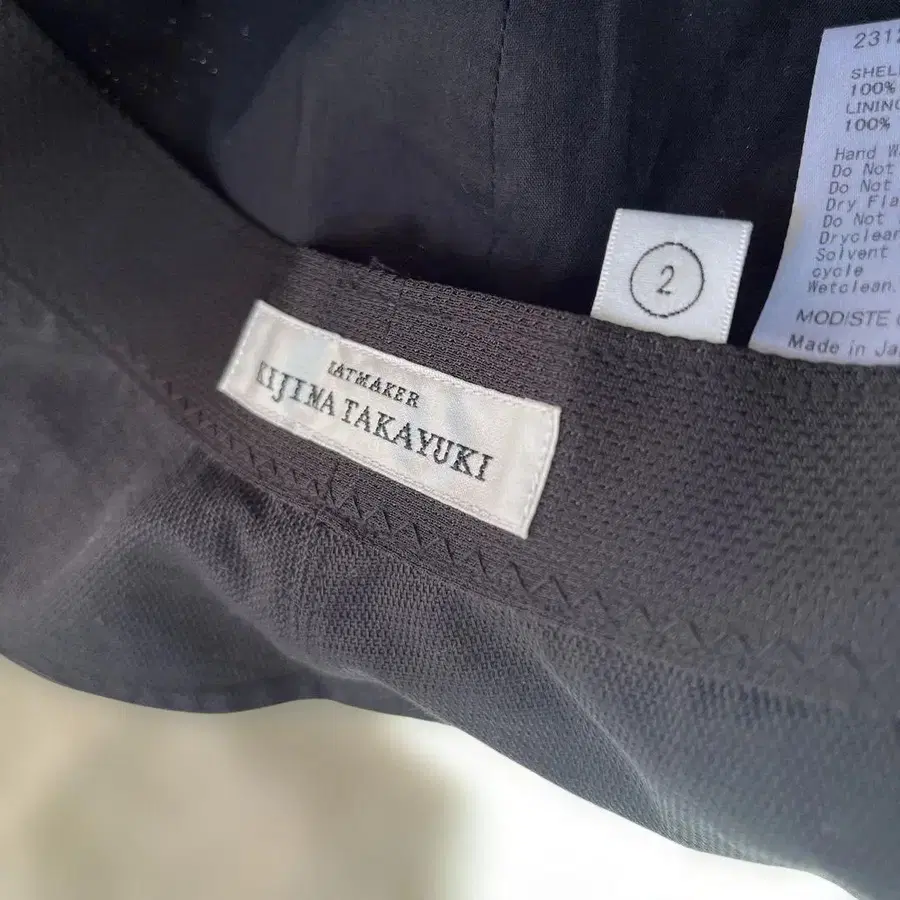 HATMAKER
KIJIMA TAKAYUKI
2
2312
SHELL
100%
LINING
100%
Hand W
Do Not
Do Not
Dry Fla
Do Not
Dryclean
Solvent
cycle
Wetclean.
MODISTE
Made in Ja